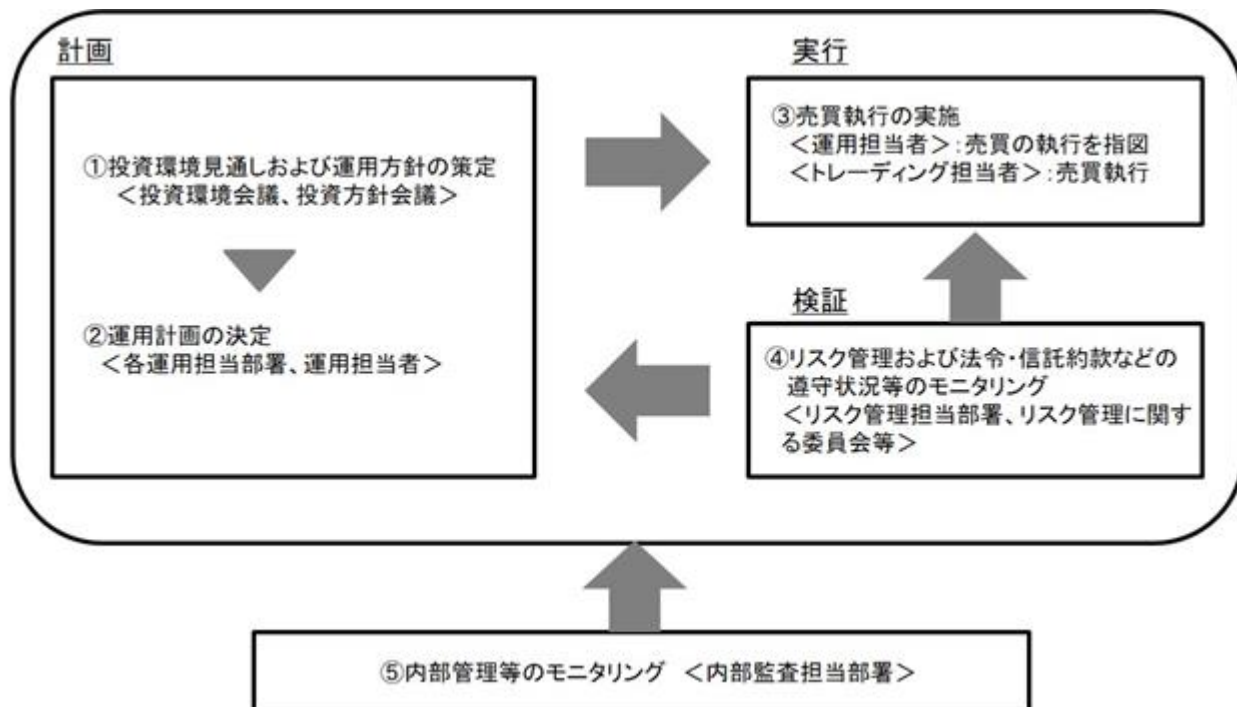 計画
①投資環境見通しおよび運用方針の策定
＜投資環境会議、投資方針会議＞
②運用計画の決定
＜各運用担当部署、運用担当者＞
実行
③売買執行の実施
＜運用担当者＞：売買の執行を指図
＜トレーディング担当者＞：売買執行
検証
④リスク管理および法令・信託約款などの
遵守状況等のモニタリング
＜リスク管理担当部署、リスク管理に関す
る委員会等＞
⑤内部管理等のモニタリング ＜内部監査担当部署＞